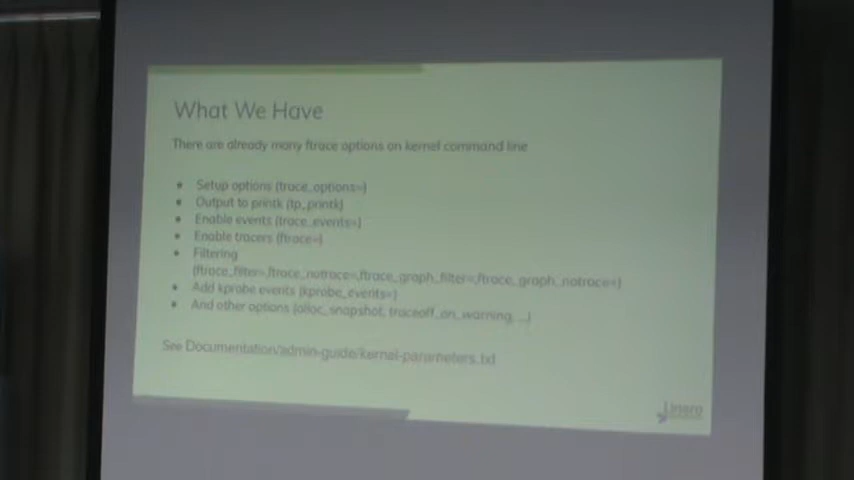 What We Have
There are already many ftrace options on kernel command line
• Setup options (trace_options=)
• Output to printk (tp_printk)
• Enable events (trace_events=)
• Enable tracers (ftrace=)
• Filtering
(ftrace_filter=,ftrace_notrace=,ftrace_graph_filter=,ftrace_graph_notrace=)
• Add kprobe events (kprobe_events=)
• And other options (alloc_snapshot, traceoff_on_warning, ...)
See Documentation/admin-guide/kernel-parameters.txt
Linaro